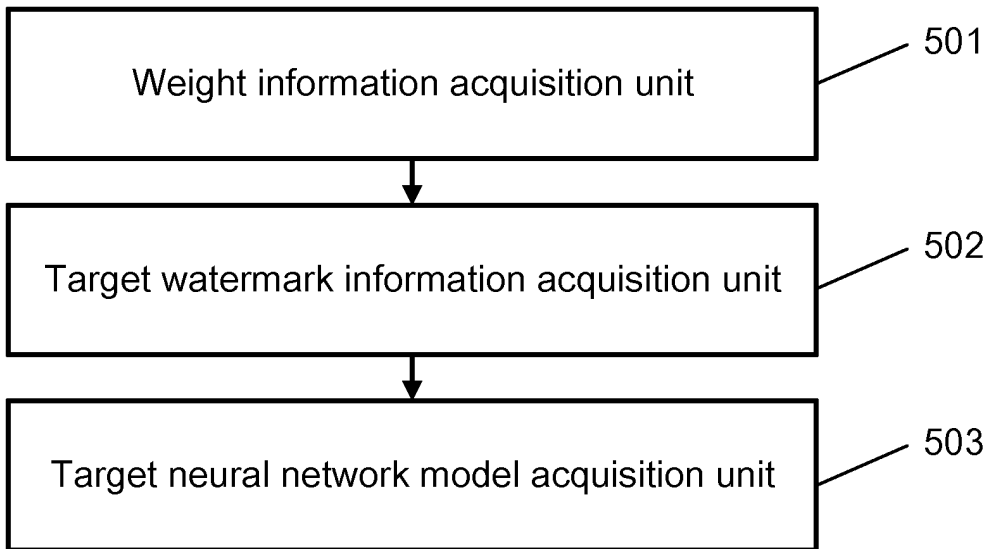 Weight information acquisition unit
501
Target watermark information acquisition unit
502
Target neural network model acquisition unit
503